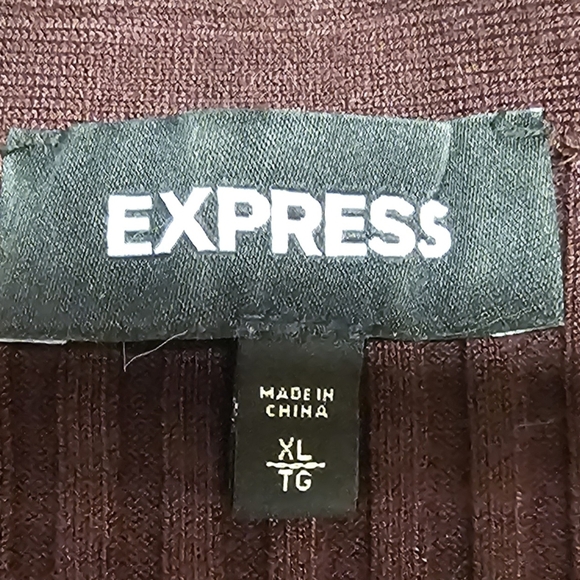 EXPRESS
MADE IN
CHINA
XL
TG